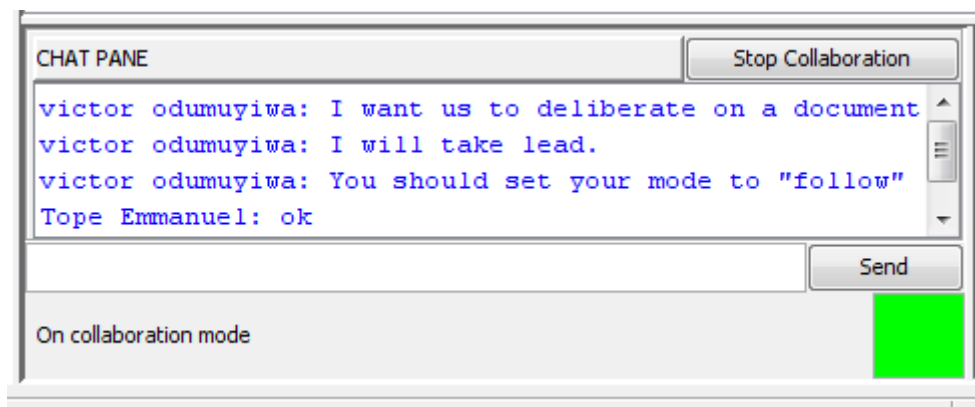 CHAT PANE
Stop Collaboration
victor odumuyiwa: I want us to deliberate on a document
victor odumuyiwa: I will take lead.
victor odumuyiwa: You should set your mode to "follow"
Tope Emmanuel: ok
Send
On collaboration mode